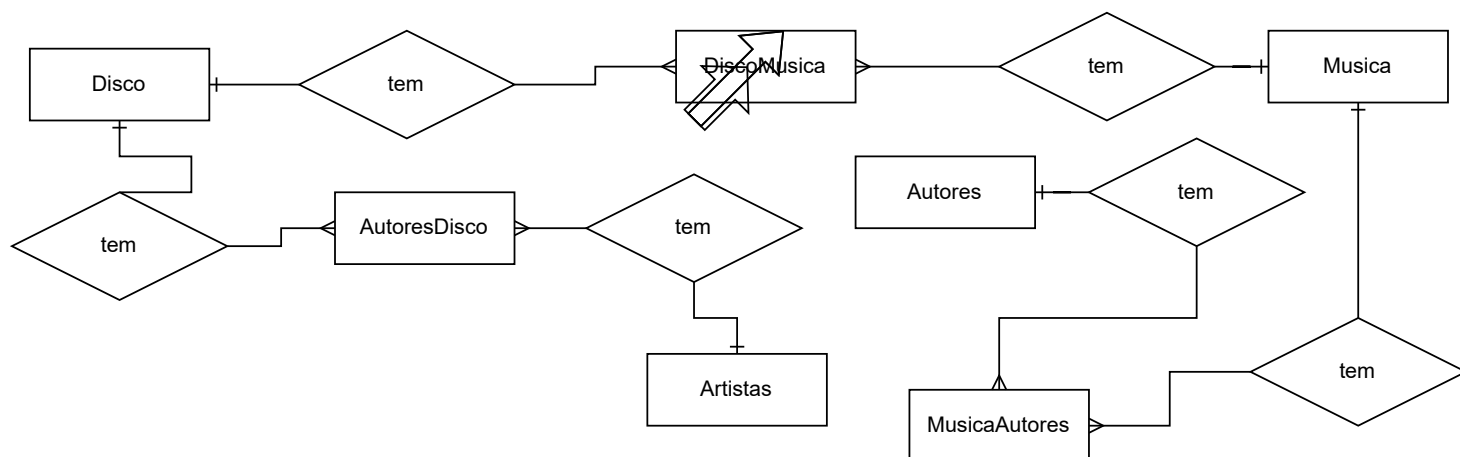 Disco
tem
DiscoMusica
tem
Musica
tem
AutoresDisco
tem
Autores
tem
Artistas
MusicaAutores
tem